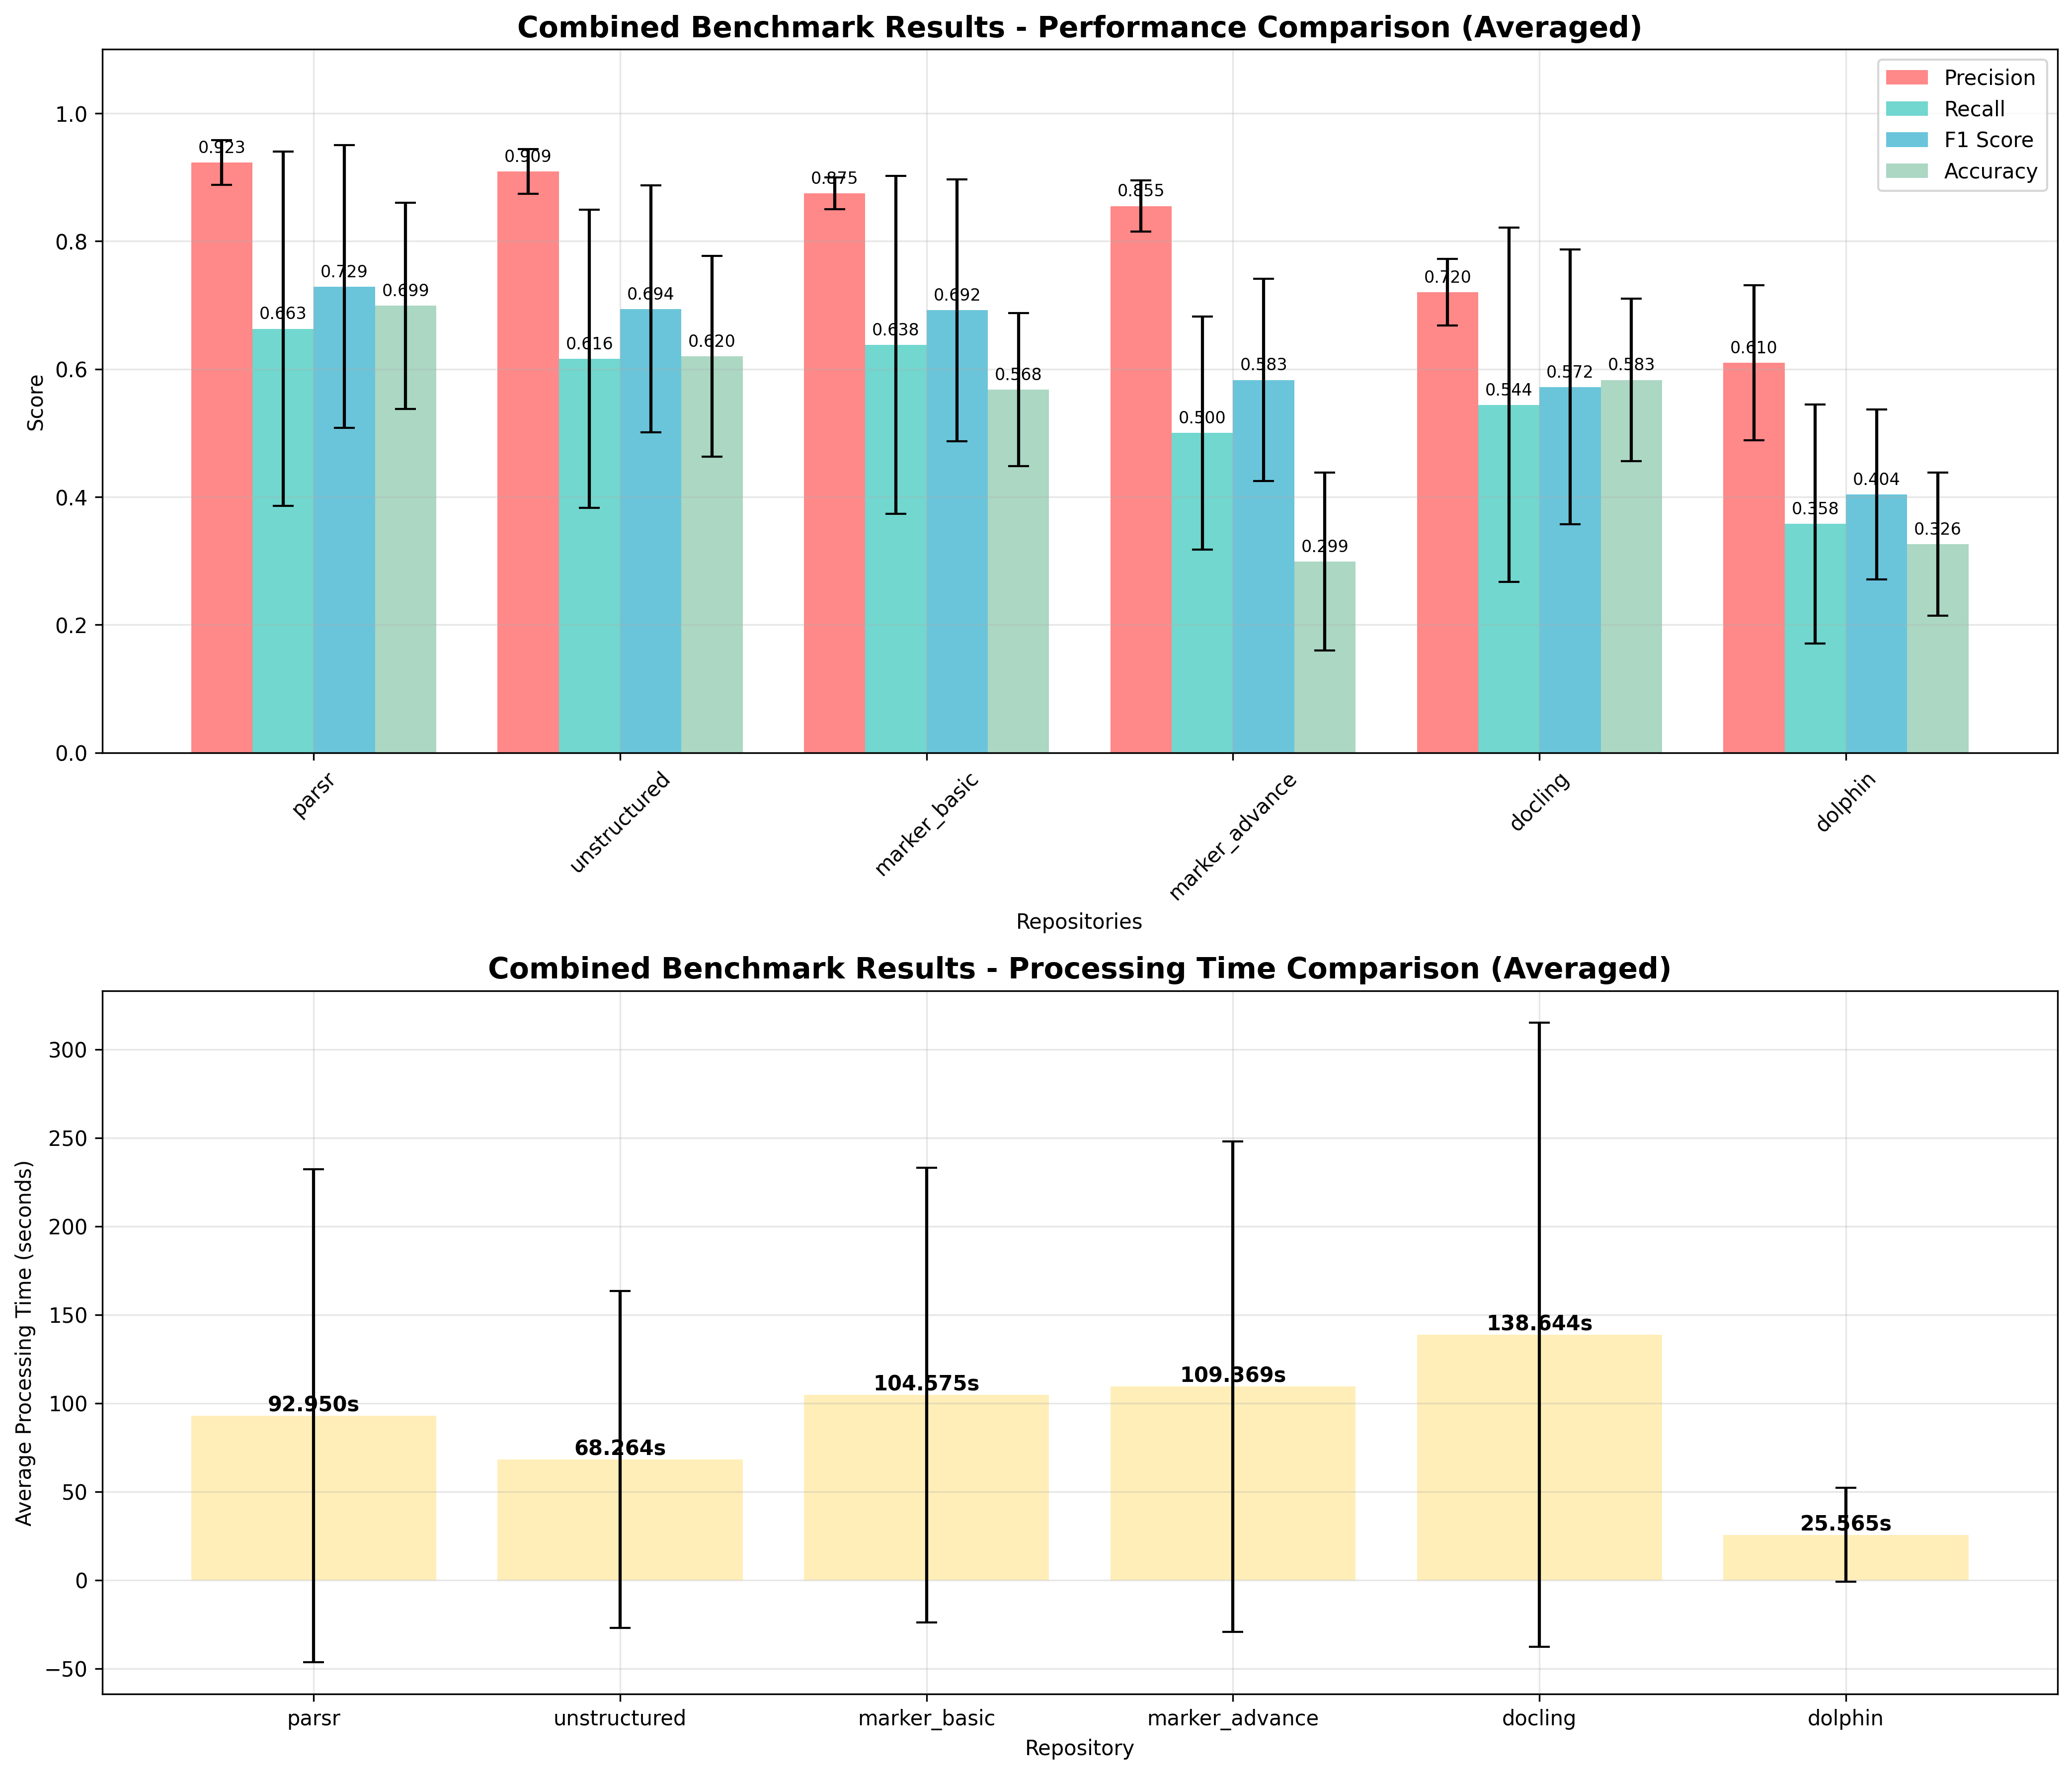 Combined Benchmark Results - Performance Comparison (Averaged)
Score
1.0
0.8
0.6
0.4
0.2
0.0
Precision
Recall
F1 Score
Accuracy
0.923
0.663
0.729
0.699
0.909
0.616
0.694
0.620
0.875
0.638
0.692
0.568
0.855
0.500
0.583
0.299
0.720
0.544
0.572
0.583
0.610
0.358
0.404
0.326
parsr
unstructured
marker_basic
marker_advance
docling
dolphin
Repositories
Combined Benchmark Results - Processing Time Comparison (Averaged)
Average Processing Time (seconds)
300
250
200
150
100
50
0
−50
92.950s
68.264s
104.575s
109.369s
138.644s
25.565s
parsr
unstructured
marker_basic
marker_advance
docling
dolphin
Repository